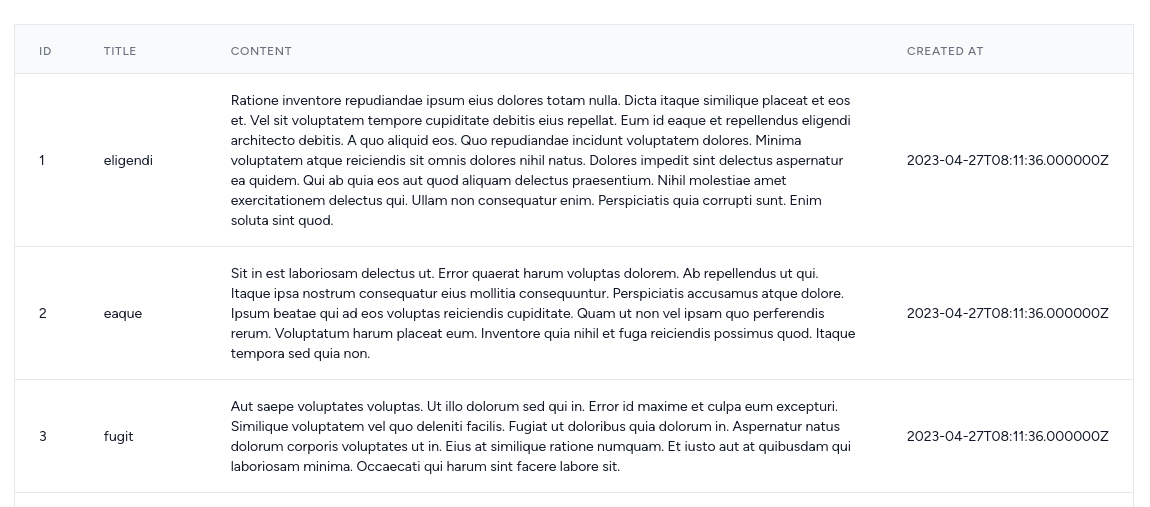 ID TITLE CONTENT CREATED AT
Ratione inventore repudiandae ipsum eius dolores totam nulla. Dicta itaque similique placeat et eos
et. Vel sit voluptatem tempore cupiditate debitis eius repellat. Eum id eaque et repellendus eligendi
architecto debitis. A quo aliquid eos. Quo repudiandae incidunt voluptatem dolores. Minima
1 eligendi voluptatem atque reiciendis sit omnis dolores nihil natus. Dolores impedit sint delectus aspernatur 2023-04-27T08:11:36.000000Z
ea quidem. Qui ab quia eos aut quod aliquam delectus praesentium. Nihil molestiae amet
exercitationem delectus qui. Ullam non consequatur enim. Perspiciatis quia corrupti sunt. Enim
soluta sint quod.
Sit in est laboriosam delectus ut. Error quaerat harum voluptas dolorem. Ab repellendus ut qui.
Itaque ipsa nostrum consequatur eius mollitia consequuntur. Perspiciatis accusamus atque dolore.
2 eaque Ipsum beatae qui ad eos voluptas reiciendis cupiditate. Quam ut non vel ipsam quo perferendis 2023-04-27T08:11:36.000000Z
rerum. Voluptatum harum placeat eum. Inventore quia nihil et fuga reiciendis possimus quod. Itaque
tempora sed quia non.
Aut saepe voluptates voluptas. Ut illo dolorum sed qui in. Error id maxime et culpa eum excepturi.
Similique voluptatem vel quo deleniti facilis. Fugiat ut doloribus quia dolorum in. Aspernatur natus
3 fugit dolorum corporis voluptates ut in. Eius at similique ratione numquam. Et iusto aut at quibusdam qui 2023-04-27T08:11:36.000000Z
laboriosam minima. Occaecati qui harum sint facere labore sit.